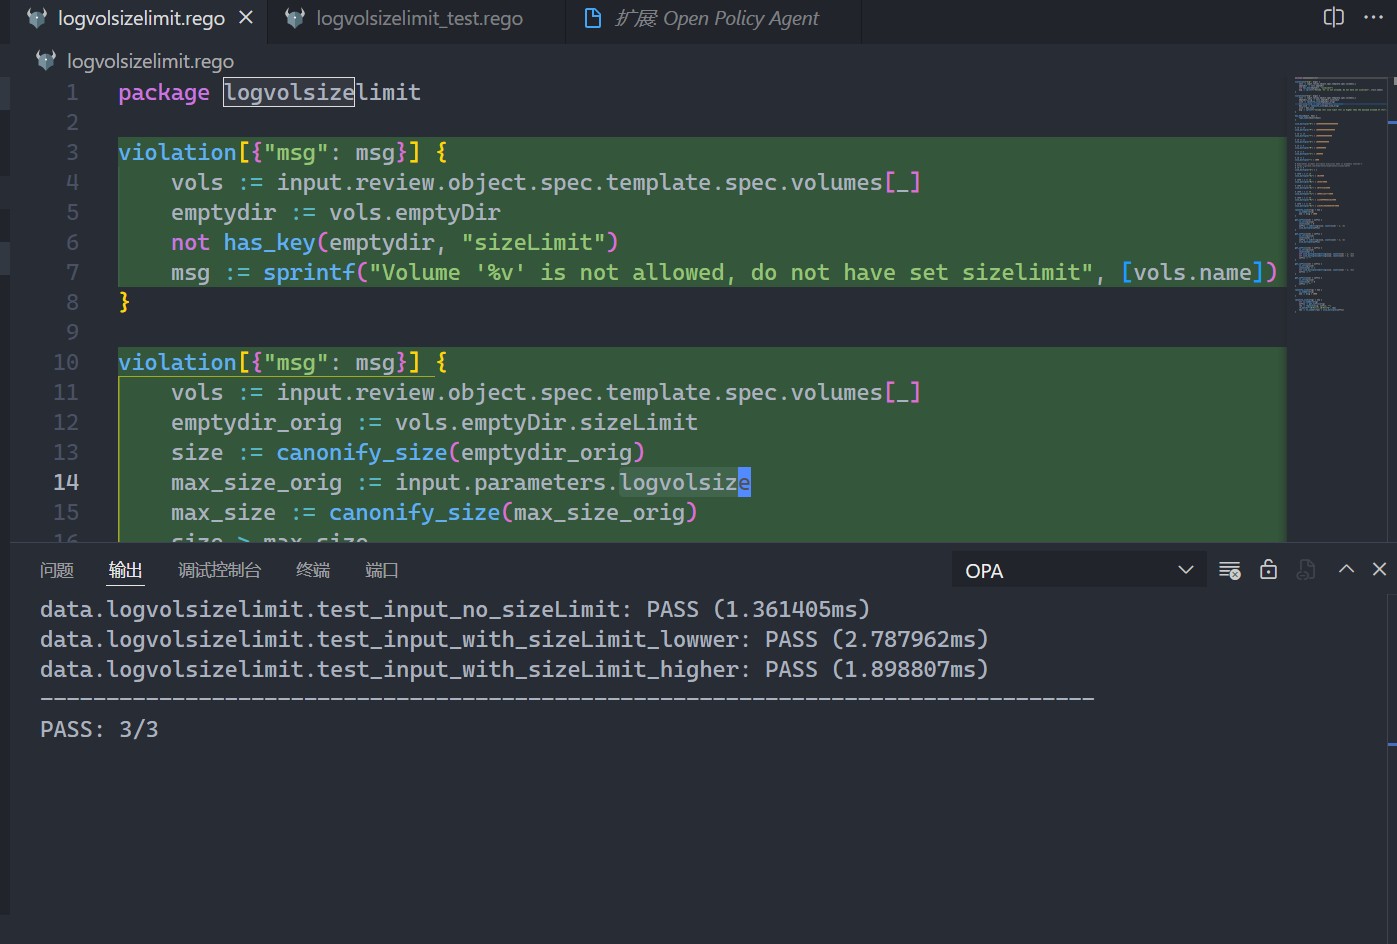 logvolsizelimit.rego logvolsizelimit_test.rego 扩展 Open Policy Agent
logvolsizelimit.rego
1 package logvolsizelimit
2
3 violation[{"msg": msg}] {
4 vols := input.review.object.spec.template.spec.volumes[_]
5 emptydir := vols.emptyDir
6 not has_key(emptydir, "sizeLimit")
7 msg := sprintf("Volume '%v' is not allowed, do not have set sizelimit", [vols.name])
8 }
9
10 violation[{"msg": msg}] {
11 vols := input.review.object.spec.template.spec.volumes[_]
12 emptydir_orig := vols.emptyDir.sizeLimit
13 size := canonify_size(emptydir_orig)
14 max_size_orig := input.parameters.logvolsize
15 max_size := canonify_size(max_size_orig)
16 size > max_size
问题 输出 调试控制台 终端 端口 OPA
data.logvolsizelimit.test_input_no_sizeLimit: PASS (1.361405ms)
data.logvolsizelimit.test_input_with_sizeLimit_lowwer: PASS (2.787962ms)
data.logvolsizelimit.test_input_with_sizeLimit_higher: PASS (1.898807ms)
--------------------------------------------------------------------------------
PASS: 3/3